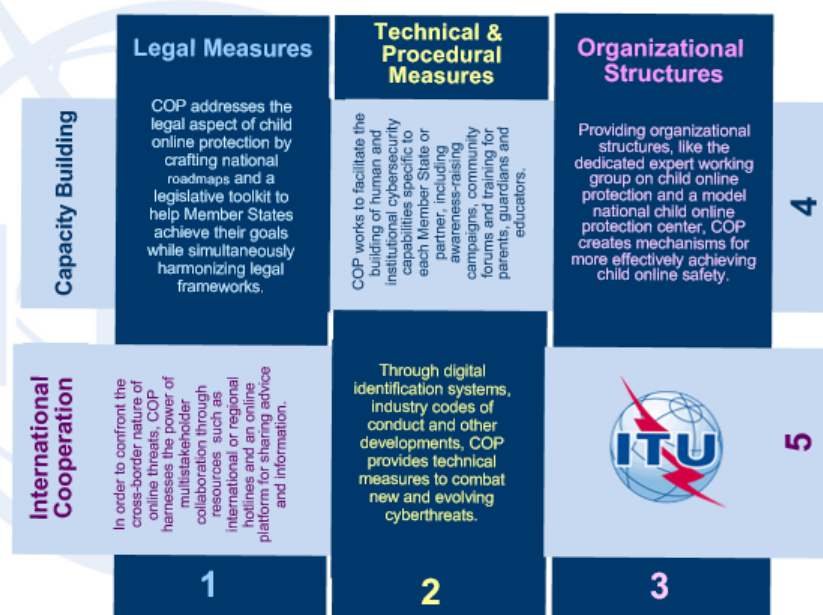 Legal Measures
COP addresses the
legal aspect of child
online protection by
crafting national
roadmaps and a
legislative toolkit to
help Member States
achieve their goals
while simultaneously
harmonizing legal
frameworks.
1
Technical &
Procedural
Measures
Through digital
identification systems,
industry codes of
conduct and other
developments, COP
provides technical
measures to combat
new and evolving
cyberthreats.
2
Organizational
Structures
Providing organizational
structures, like the
dedicated expert working
group on child online
protection and a model
national child online
protection center, COP
creates mechanisms for
more effectively achieving
child online safety.
3
Capacity Building
COP works to facilitate the
building of human and
institutional cybersecurity
capabilities specific to
each Member State or
partner, including
awareness-raising
campaigns, community
forums and training for
parents, guardians and
educators.
4
International
Cooperation
In order to confront the
cross-border nature of
online threats, COP
harnesses the power of
multistakeholder
collaboration through
resources such as
international or regional
hotlines and an online
platform for sharing advice
and information.
ITU
5